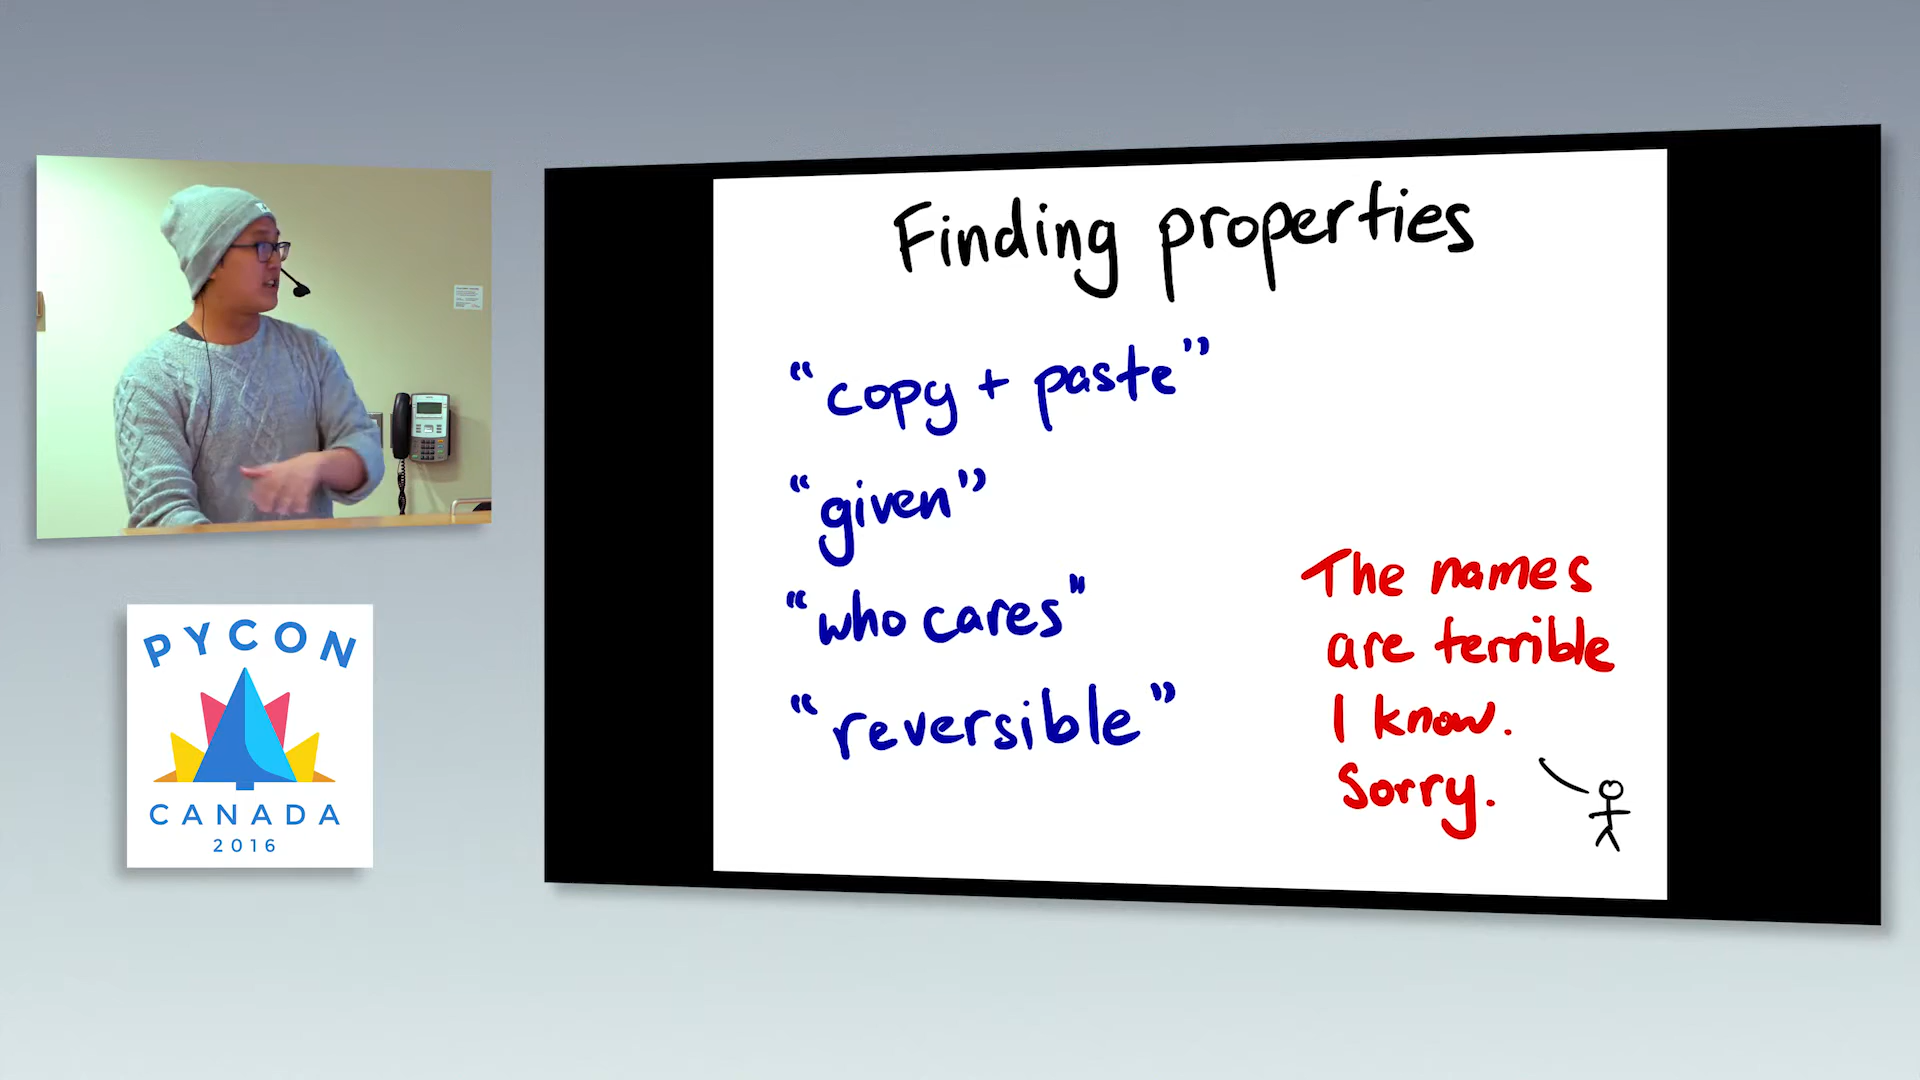 Finding properties
“copy + paste”
“given”
“who cares”
“reversible”
The names
are terrible
I know.
Sorry.
PYCON
CANADA
2016